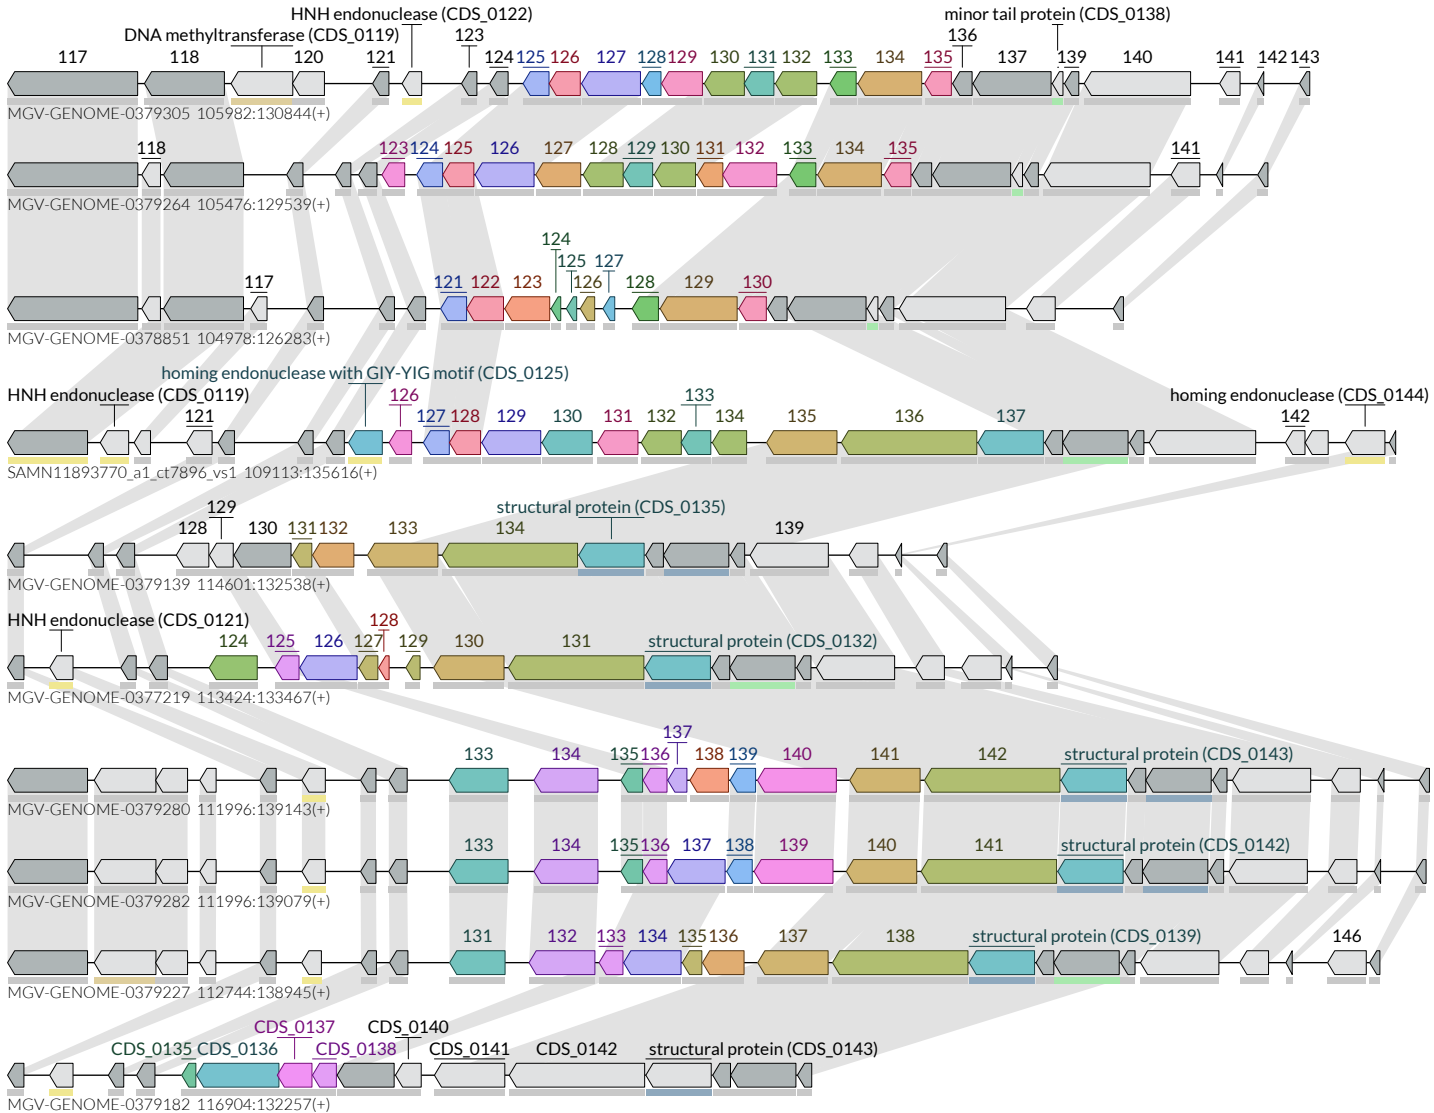 HNH endonuclease (CDS_0122) minor tail protein (CDS_0138)
DNA methyltransferase (CDS_0119) 123 136
117 118 120 121 124 125 126 127 128 129 130 131 132 133 134 135 137 139 140 141 142 143
MGV-GENOME-0379305 105982:130844(+)
118 123 124 125 126 127 128 129 130 131 132 133 134 135 141
MGV-GENOME-0379264 105476:129539(+)
124
125 127
117 121 122 123 126 128 129 130
MGV-GENOME-0378851 104978:126283(+)
homing endonuclease with GIY-YIG motif (CDS_0125)
HNH endonuclease (CDS_0119) 126 133 homing endonuclease (CDS_0144)
121 127 128 129 130 131 132 134 135 136 137 142
SAMN11893770_a1_ct7896_vs1 109113:135616(+)
129 structural protein (CDS_0135)
128 130 131 132 133 134 139
MGV-GENOME-0379139 114601:132538(+)
HNH endonuclease (CDS_0121) 128
124 125 126 127 129 130 131 structural protein (CDS_0132)
MGV-GENOME-0377219 113424:133467(+)
137
133 134 135 136 138 139 140 141 142 structural protein (CDS_0143)
MGV-GENOME-0379280 111996:139143(+)
133 134 135 136 137 138 139 140 141 structural protein (CDS_0142)
MGV-GENOME-0379282 111996:139079(+)
131 132 133 134 135 136 137 138 structural protein (CDS_0139) 146
MGV-GENOME-0379227 112744:138945(+)
CDS_0137 CDS_0140
CDS_0135 CDS_0136 CDS_0138 CDS_0141 CDS_0142 structural protein (CDS_0143)
MGV-GENOME-0379182 116904:132257(+)